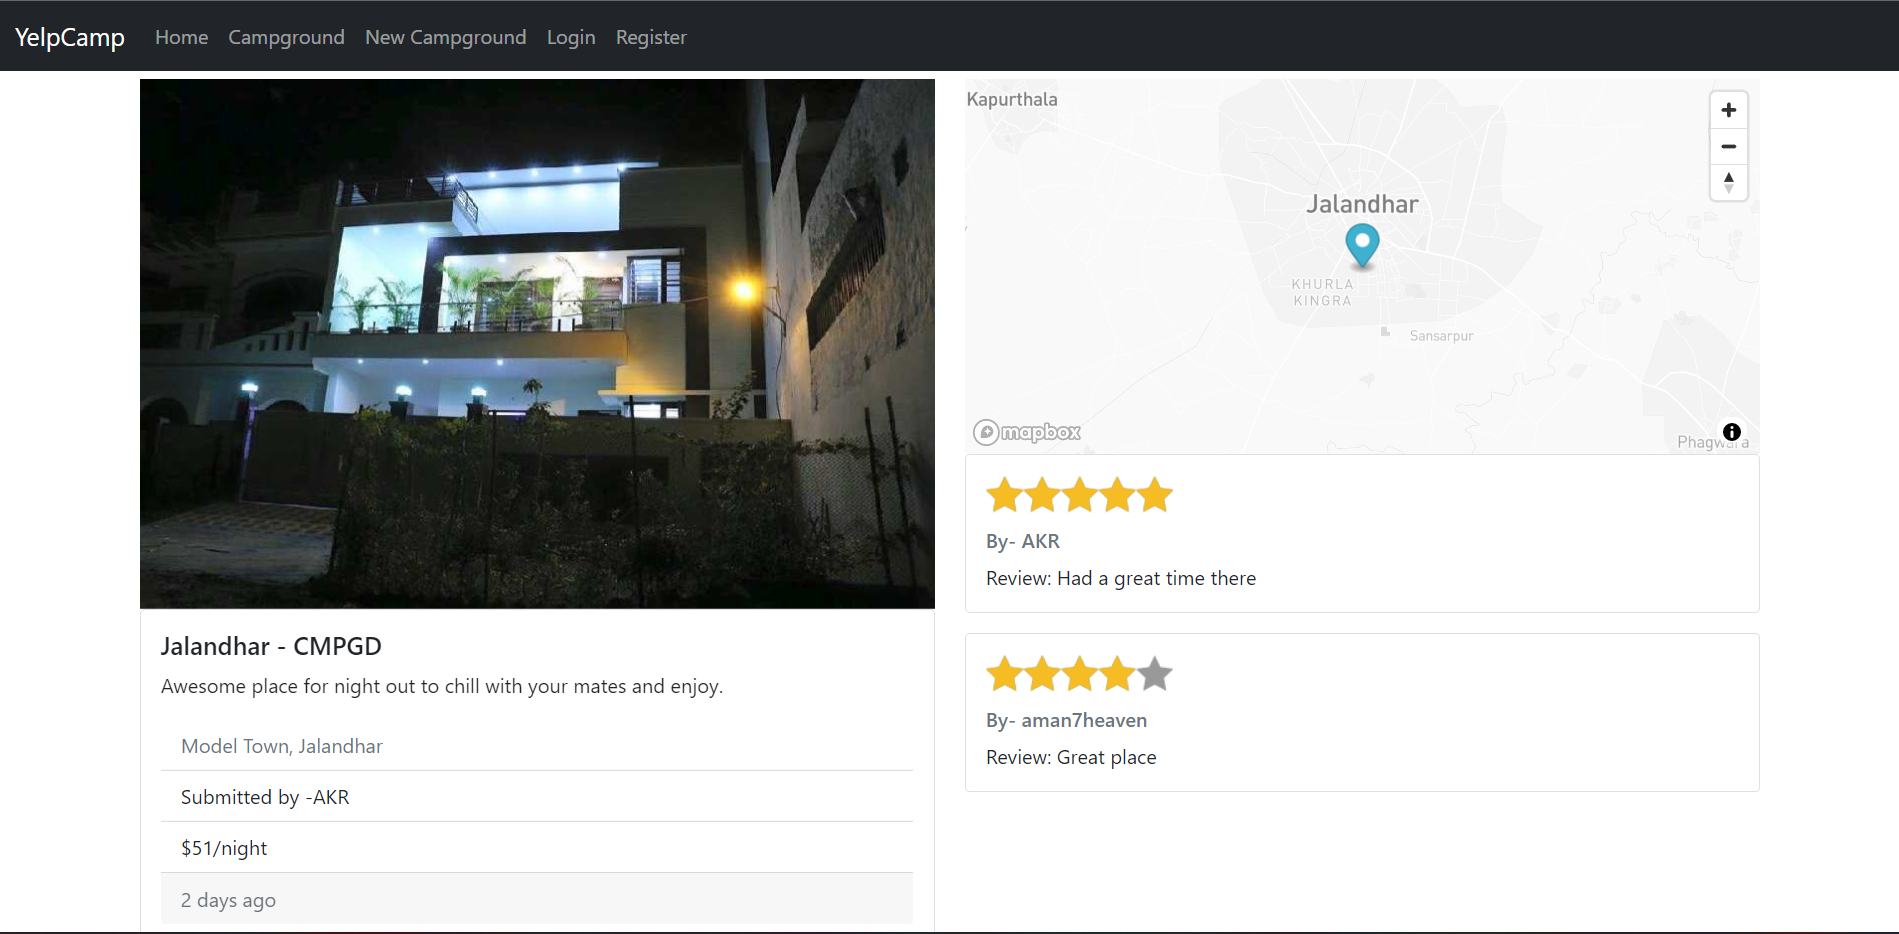 YelpCamp Home Campground New Campground Login Register
Jalandhar - CMPGD
Awesome place for night out to chill with your mates and enjoy.
Model Town, Jalandhar
Submitted by -AKR
$51/night
2 days ago
Kapurthala
Jalandhar
KHURLA
KINGRA
Sansarpur
mapbox
Phagwara
By- AKR
Review: Had a great time there
By- aman7heaven
Review: Great place